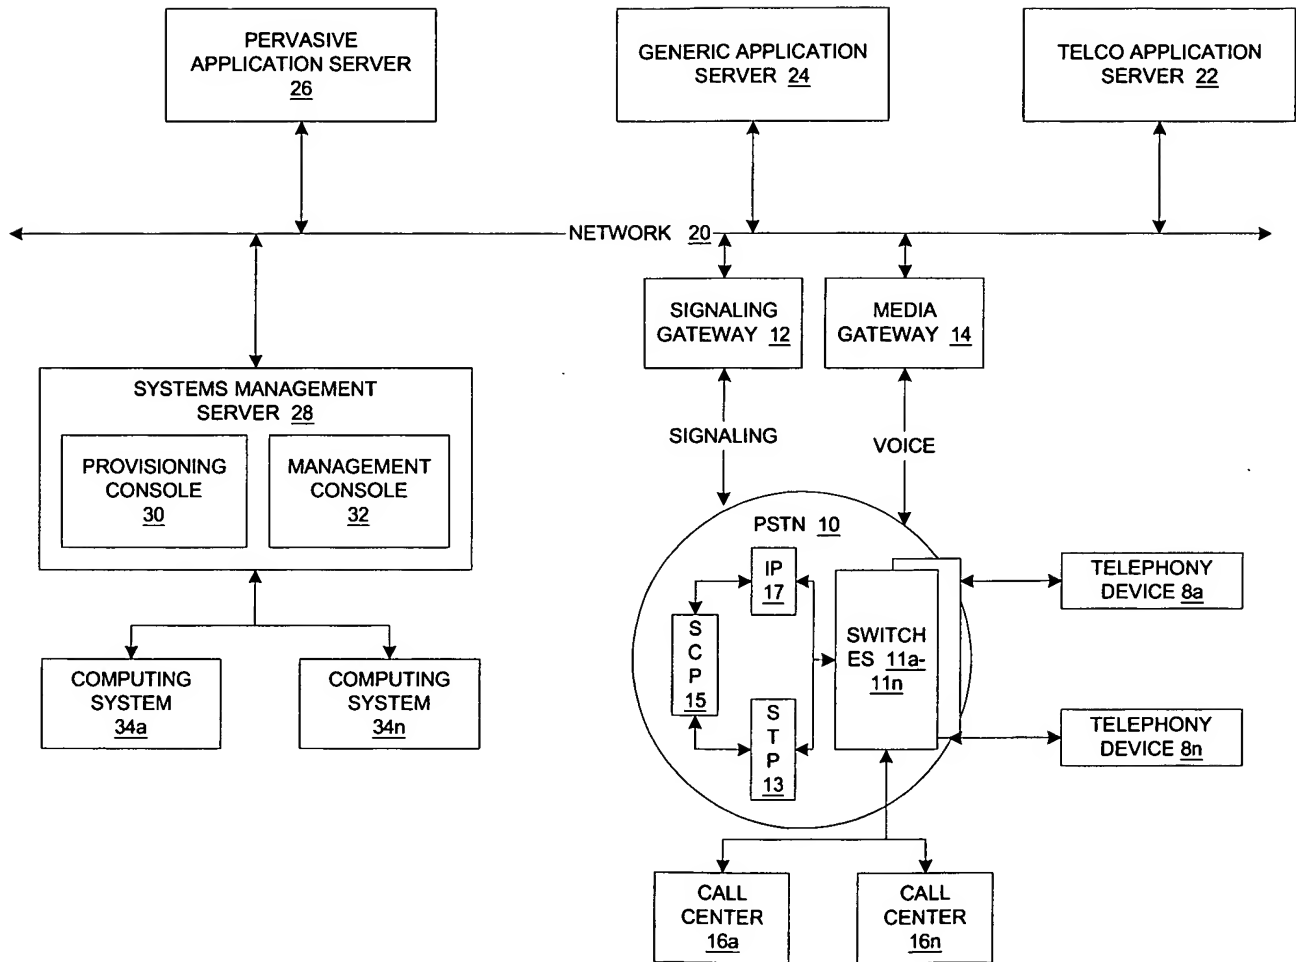 PERVASIVE
APPLICATION SERVER
26
GENERIC APPLICATION
SERVER 24
TELCO APPLICATION
SERVER 22
NETWORK 20
SIGNALING
GATEWAY 12
MEDIA
GATEWAY 14
SYSTEMS MANAGEMENT
SERVER 28
PROVISIONING
CONSOLE
30
MANAGEMENT
CONSOLE
32
SIGNALING
VOICE
PSTN 10
IP
17
S
C
P
15
S
T
P
13
SWITCH
ES 11a-
11n
TELEPHONY
DEVICE 8a
TELEPHONY
DEVICE 8n
COMPUTING
SYSTEM
34a
COMPUTING
SYSTEM
34n
CALL
CENTER
16a
CALL
CENTER
16n